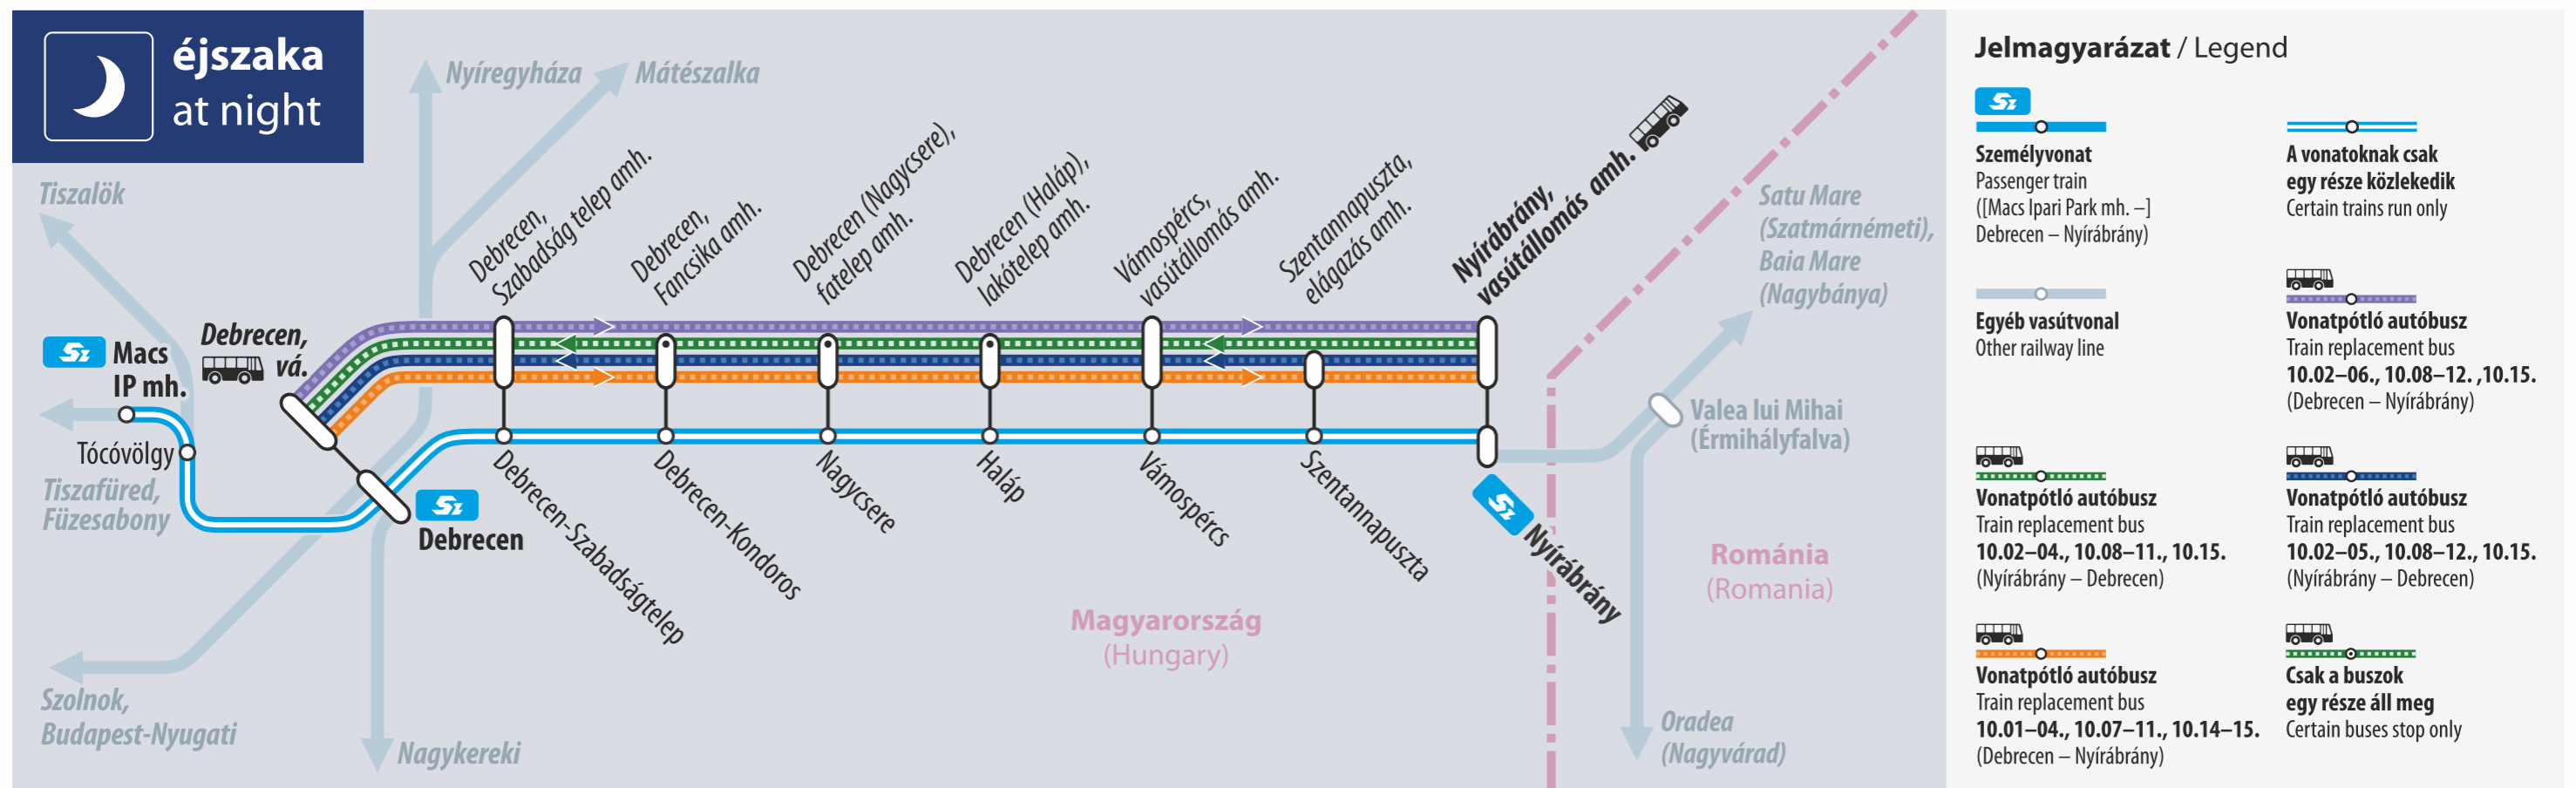 éjszaka
at night
Nyíregyháza
Mátészalka
Tiszalök
Debrecen,
Szabadság telep amh.
Debrecen,
Fancsika amh.
Debrecen (Nagycsere),
fatelep amh.
Debrecen (Haláp),
lakótelep amh.
Vámospércs,
vasútállomás amh.
Szentannapuszta,
elágazás amh.
Nyírábrány,
vasútállomás amh.
Satu Mare
(Szatmárnémeti),
Baia Mare
(Nagybánya)
Debrecen,
vá.
Sz
Macs
IP mh.
Tócóvölgy
Tiszafüred,
Füzesabony
Sz
Debrecen
Debrecen-Szabadságtelep
Debrecen-Kondoros
Nagycsere
Haláp
Vámospércs
Szentannapuszta
Sz
Nyírábrány
Valea lui Mihai
(Érmihályfalva)
Románia
(Romania)
Magyarország
(Hungary)
Szolnok,
Budapest-Nyugati
Nagykereki
Oradea
(Nagyvárad)
Jelmagyarázat / Legend
Sz
Személyvonat
Passenger train
([Macs Ipari Park mh. –]
Debrecen – Nyírábrány)
A vonatoknak csak
egy része közlekedik
Certain trains run only
Egyéb vasútvonal
Other railway line
Vonatpótló autóbusz
Train replacement bus
10.02–06., 10.08–12. ,10.15.
(Debrecen – Nyírábrány)
Vonatpótló autóbusz
Train replacement bus
10.02–04., 10.08–11., 10.15.
(Nyírábrány – Debrecen)
Vonatpótló autóbusz
Train replacement bus
10.02–05., 10.08–12., 10.15.
(Nyírábrány – Debrecen)
Vonatpótló autóbusz
Train replacement bus
10.01–04., 10.07–11., 10.14–15.
(Debrecen – Nyírábrány)
Csak a buszok
egy része áll meg
Certain buses stop only